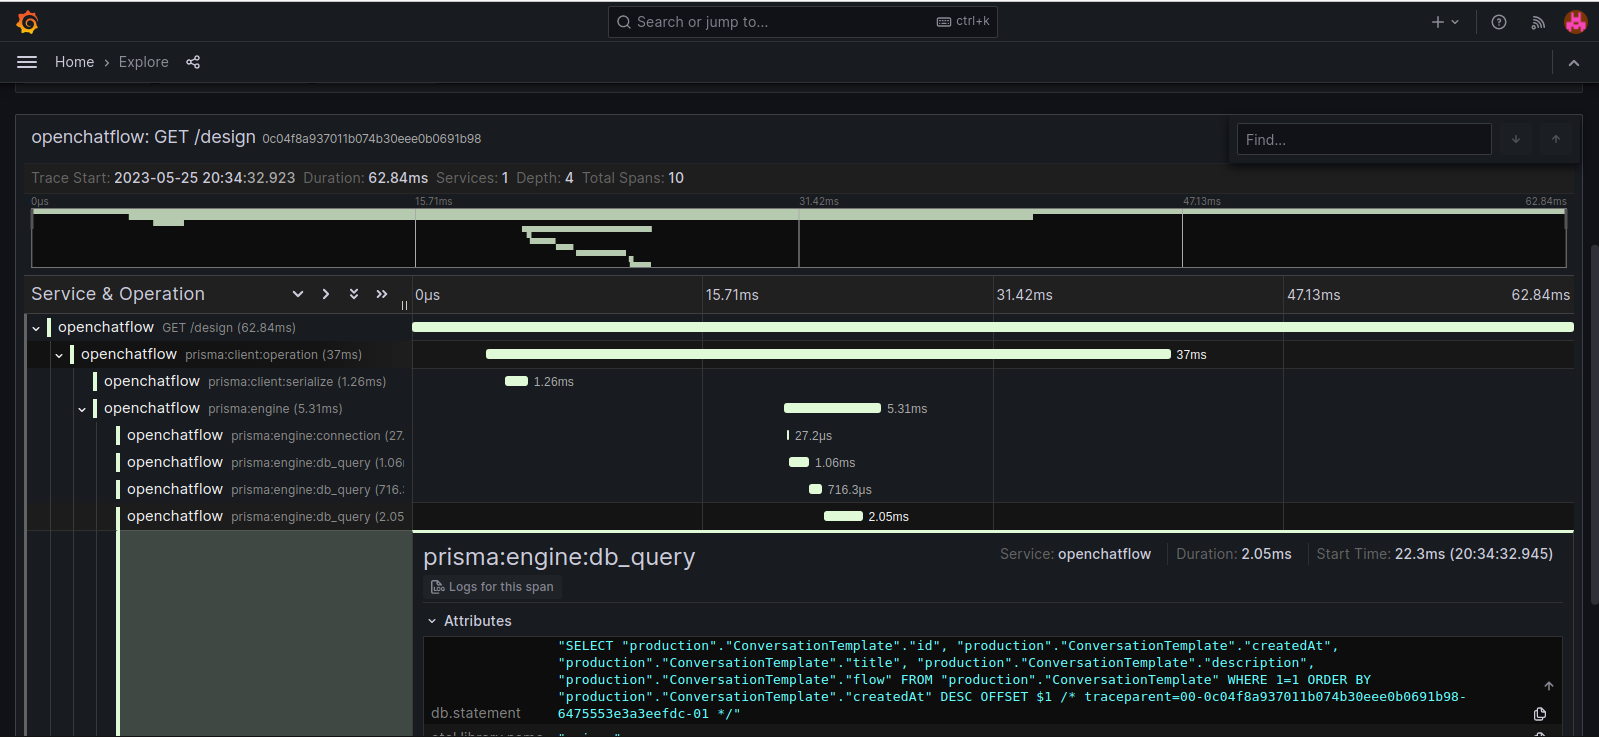 Search or jump to...
ctrl+k
Home › Explore
openchatflow: GET /design 0c04f8a937011b074b30eee0b0691b98
Find...
Trace Start: 2023-05-25 20:34:32.923 Duration: 62.84ms Services: 1 Depth: 4 Total Spans: 10
0µs 15.71ms 31.42ms 47.13ms 62.84ms
Service & Operation
0µs 15.71ms 31.42ms 47.13ms 62.84ms
openchatflow GET /design (62.84ms)
openchatflow prisma:client:operation (37ms) 37ms
openchatflow prisma:client:serialize (1.26ms) 1.26ms
openchatflow prisma:engine (5.31ms) 5.31ms
openchatflow prisma:engine:connection (27. 27.2µs
openchatflow prisma:engine:db_query (1.06 1.06ms
openchatflow prisma:engine:db_query (716. 716.3µs
openchatflow prisma:engine:db_query (2.05 2.05ms
prisma:engine:db_query
Service: openchatflow Duration: 2.05ms Start Time: 22.3ms (20:34:32.945)
Logs for this span
Attributes
"SELECT "production"."ConversationTemplate"."id", "production"."ConversationTemplate"."createdAt",
"production"."ConversationTemplate"."title", "production"."ConversationTemplate"."description",
"production"."ConversationTemplate"."flow" FROM "production"."ConversationTemplate" WHERE 1=1 ORDER BY
"production"."ConversationTemplate"."createdAt" DESC OFFSET $1 /* traceparent=00-0c04f8a937011b074b30eee0b0691b98-
db.statement 6475553e3a3eefdc-01 */"